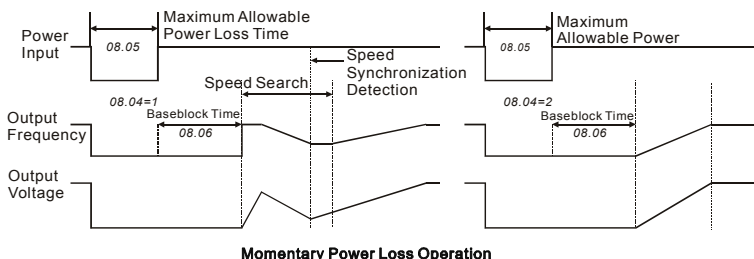 Power
Input
08.05
Maximum Allowable
Power Loss Time
Speed
Synchronization
Detection
Speed Search
08.04=1
Baseblock Time
08.06
Output
Frequency
Output
Voltage
08.05
Maximum
Allowable Power
08.04=2
Baseblock Time
08.06
Momentary Power Loss Operation